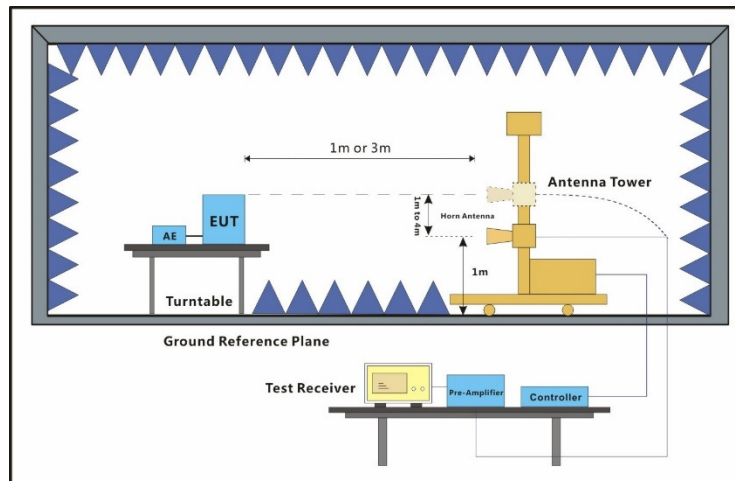 1m or 3m
Antenna Tower
1m to 4m
Horn Antenna
EUT
AE
1m
Turntable
Ground Reference Plane
Test Receiver
Pre-Amplifier
Controller